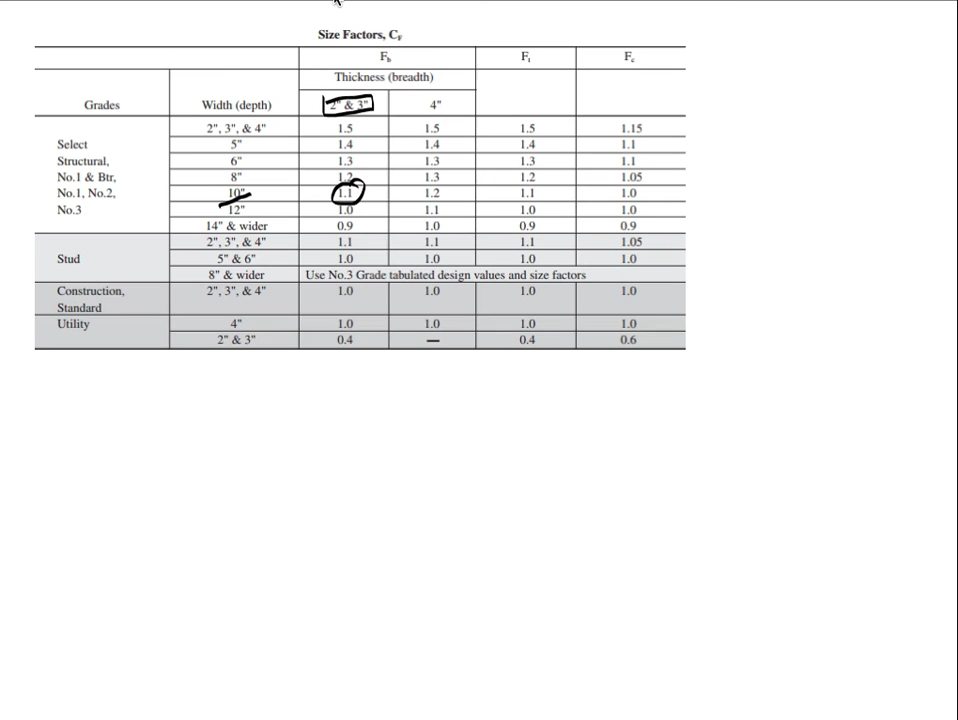 Size Factors, CF
Fb Ft Fc
Thickness (breadth)
Grades Width (depth) 2" & 3" 4"
2", 3", & 4" 1.5 1.5 1.5 1.15
Select 5" 1.4 1.4 1.4 1.1
Structural, 6" 1.3 1.3 1.3 1.1
No.1 & Btr, 8" 1.2 1.3 1.2 1.05
No.1, No.2, 10" 1.1 1.2 1.1 1.0
No.3 12" 1.0 1.1 1.0 1.0
14" & wider 0.9 1.0 0.9 0.9
2", 3", & 4" 1.1 1.1 1.1 1.05
Stud 5" & 6" 1.0 1.0 1.0 1.0
8" & wider Use No.3 Grade tabulated design values and size factors
Construction, 2", 3", & 4" 1.0 1.0 1.0 1.0
Standard
Utility 4" 1.0 1.0 1.0 1.0
2" & 3" 0.4 — 0.4 0.6